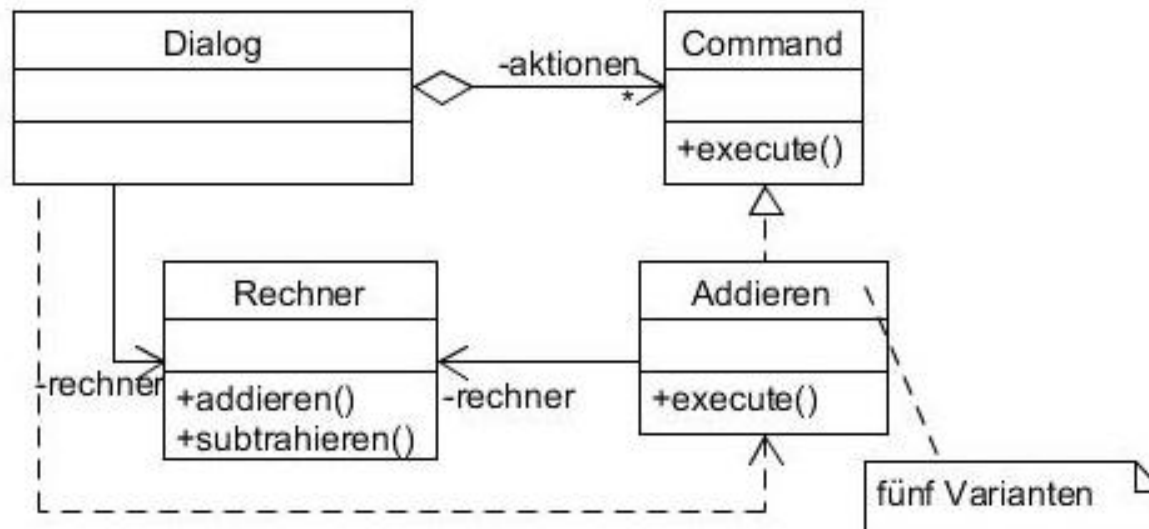 Dialog
Command
-aktionen
*
+execute()
Rechner
Addieren
-rechner
+addieren()
+subtrahieren()
-rechner
+execute()
fünf Varianten